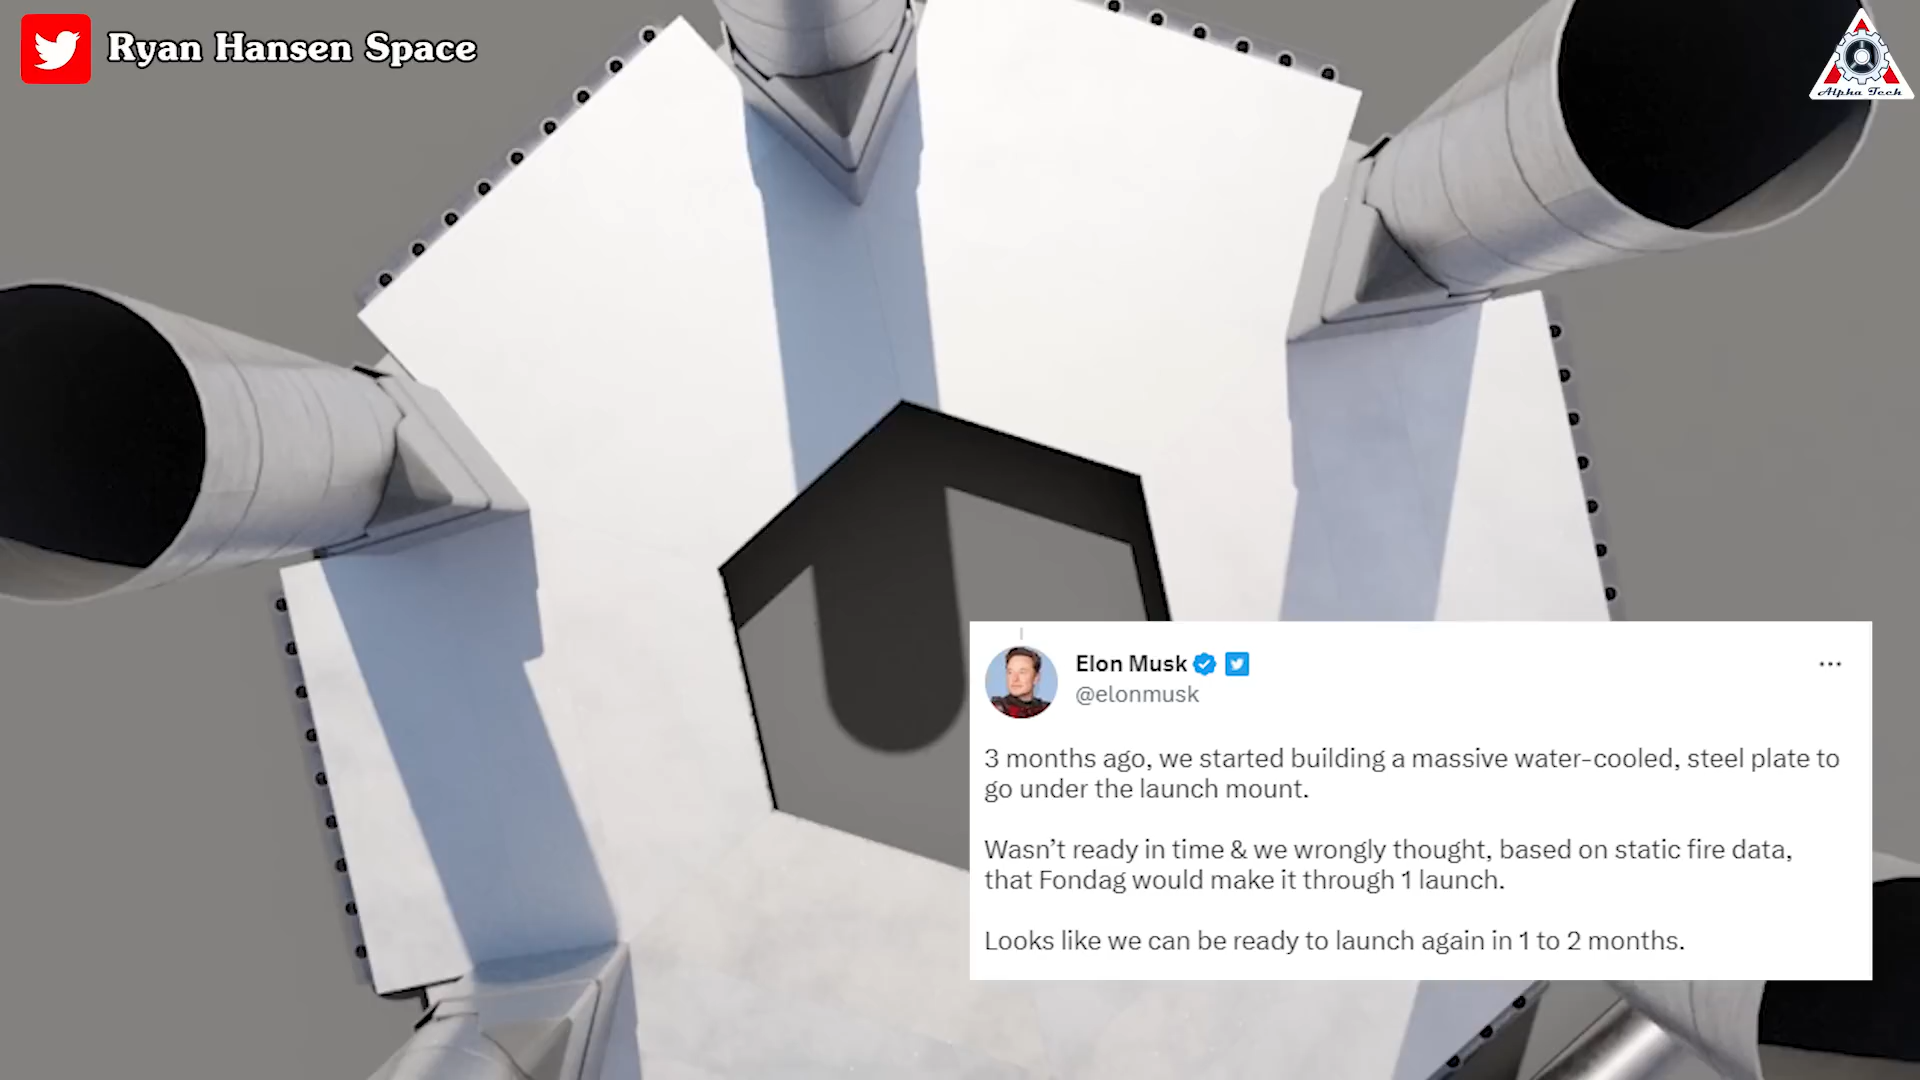 Ryan Hansen Space
Alpha Tech
Elon Musk
@elonmusk
3 months ago, we started building a massive water-cooled, steel plate to
go under the launch mount.
Wasn’t ready in time & we wrongly thought, based on static fire data,
that Fondag would make it through 1 launch.
Looks like we can be ready to launch again in 1 to 2 months.